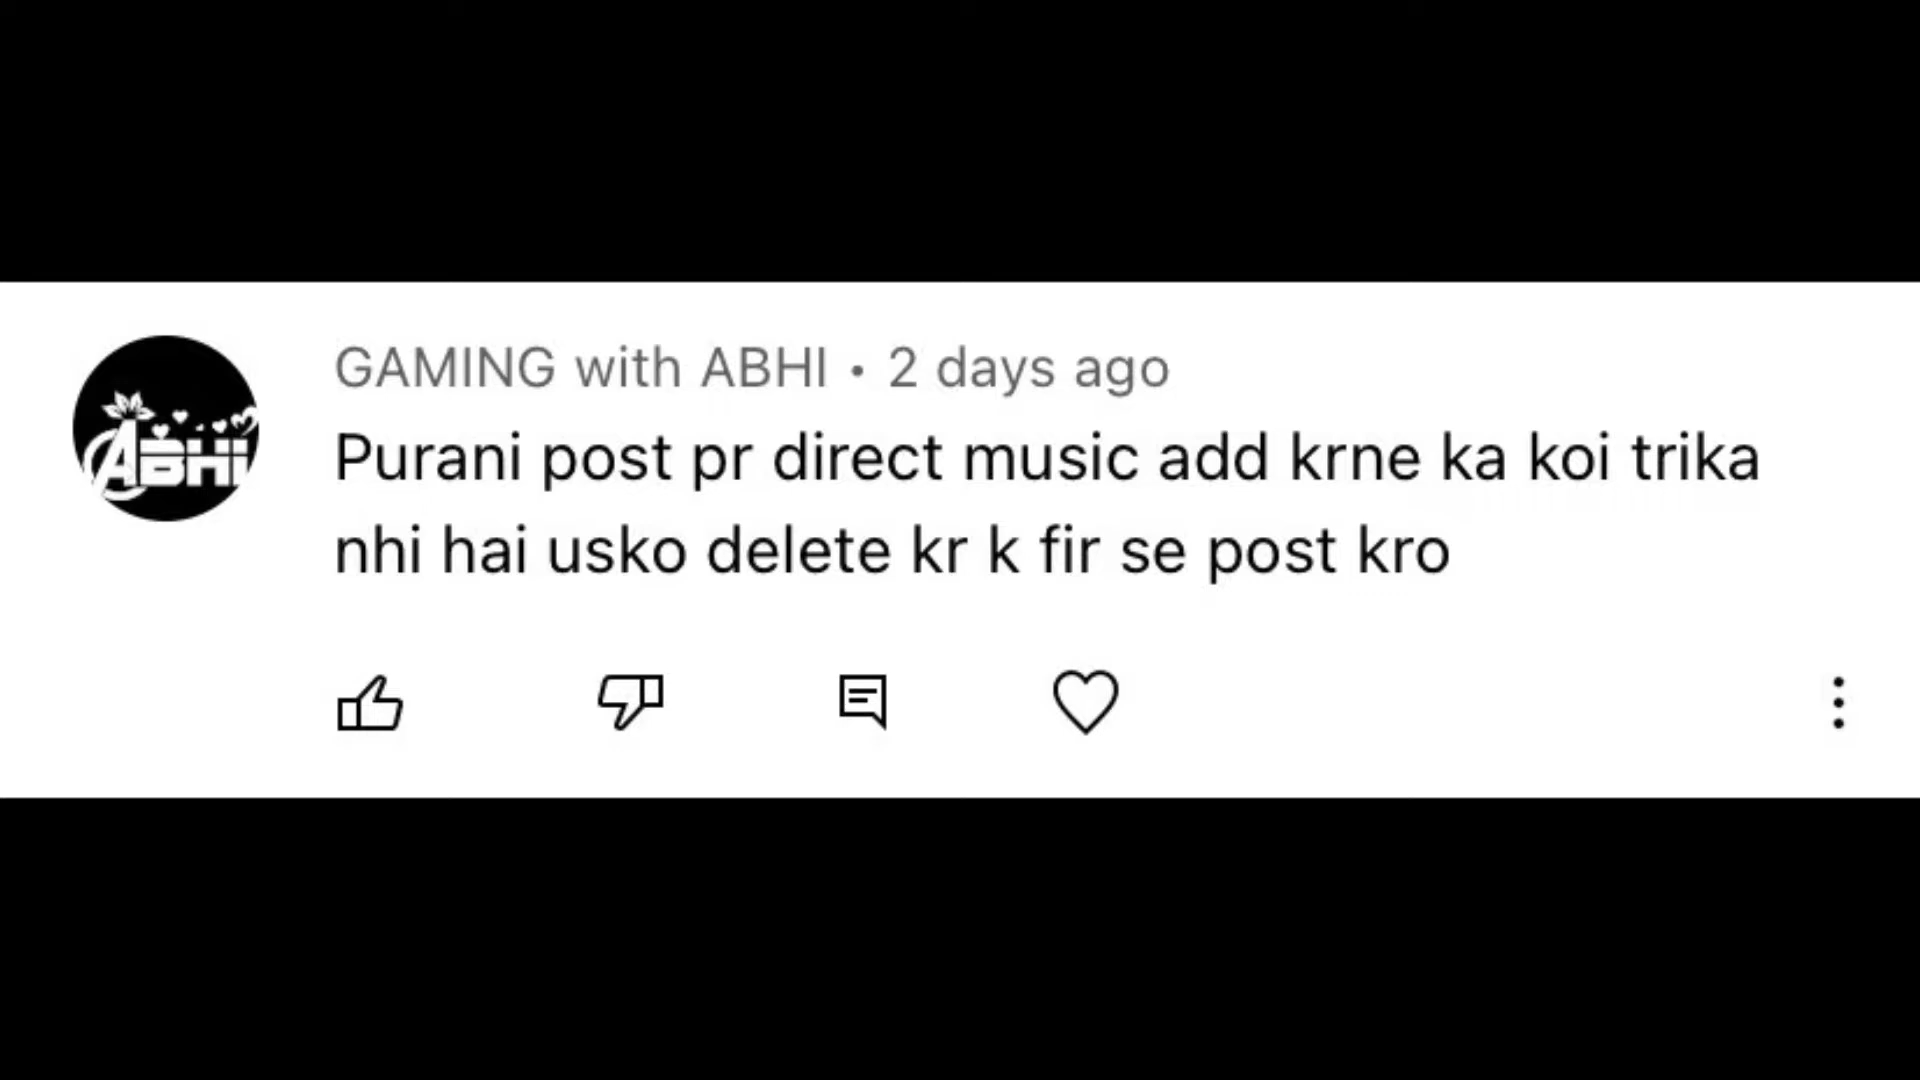 ABHI
GAMING with ABHI • 2 days ago
Purani post pr direct music add krne ka koi trika
nhi hai usko delete kr k fir se post kro